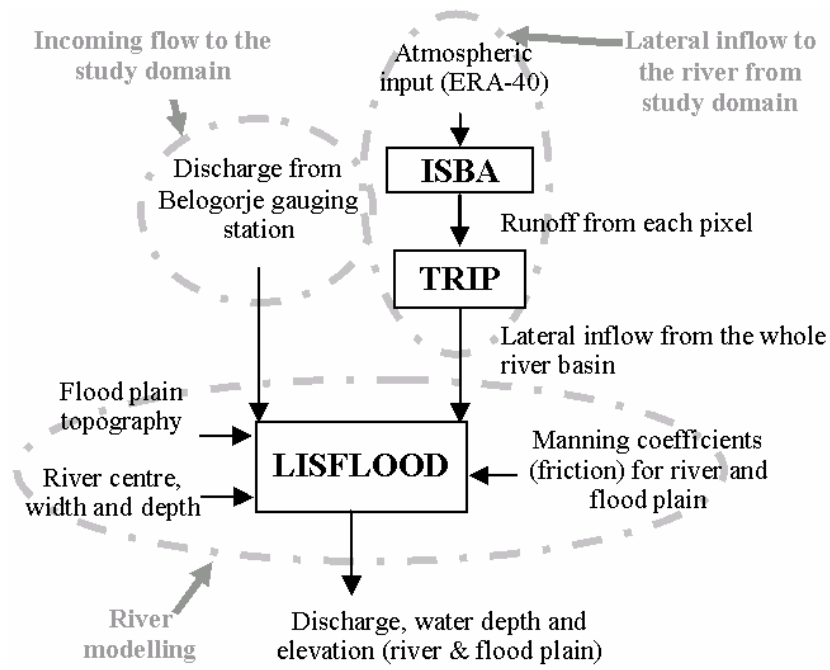 Incoming flow to the
study domain
Atmospheric
input (ERA-40)
Lateral inflow to
the river from
study domain
Discharge from
Belogorje gauging
station
ISBA
Runoff from each pixel
TRIP
Lateral inflow from the whole
river basin
Flood plain
topography
River centre,
width and depth
LISFLOOD
Manning coefficients
(friction) for river and
flood plain
River
modelling
Discharge, water depth and
elevation (river & flood plain)